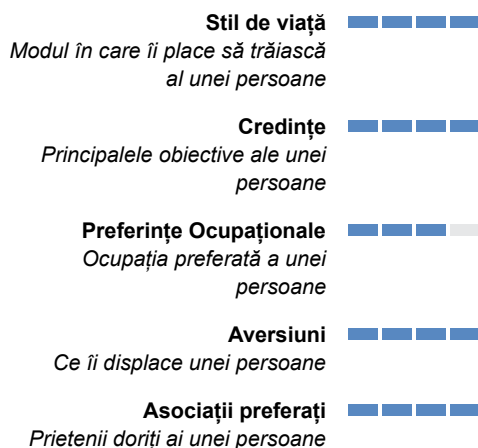 Stil de viață
Modul în care îi place să trăiască
al unei persoane
Credințe
Principalele obiective ale unei
persoane
Preferințe Ocupaționale
Ocupația preferată a unei
persoane
Aversiuni
Ce îi displace unei persoane
Asociații preferați
Prietenii doriți ai unei persoane